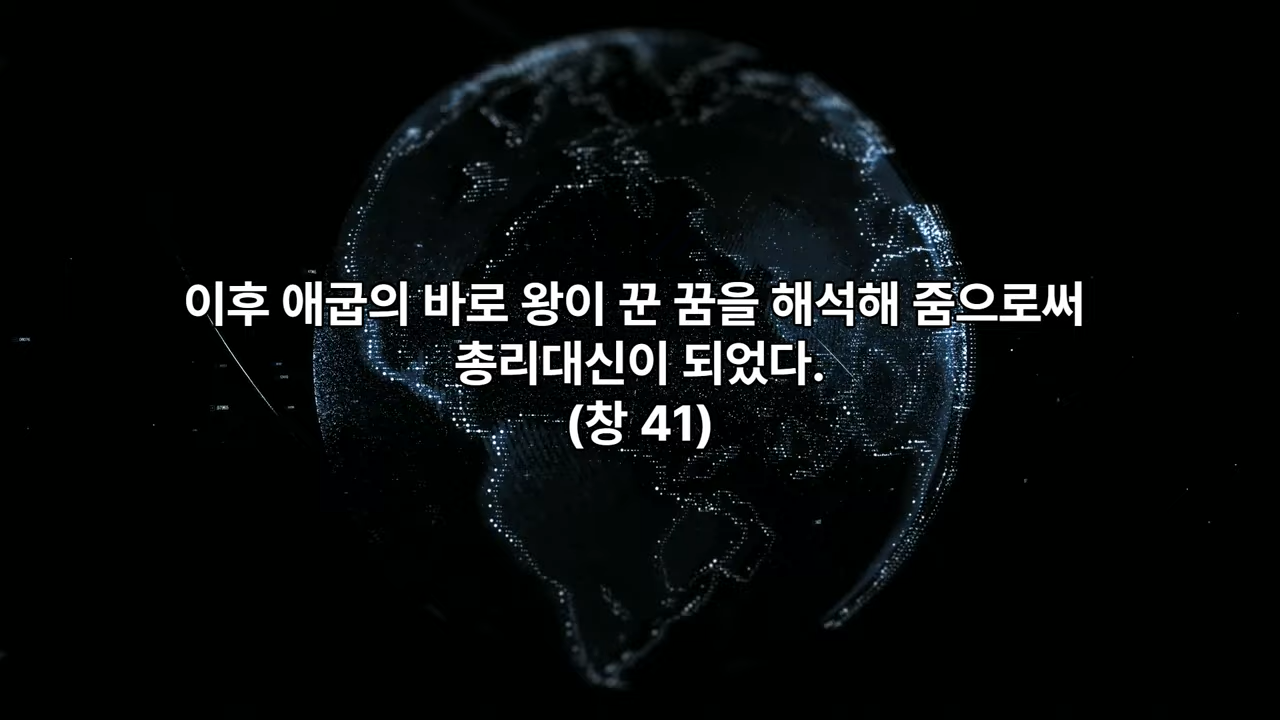 이후 애굽의 바로 왕이 꾼 꿈을 해석해 줌으로써
총리대신이 되었다.
(창 41)